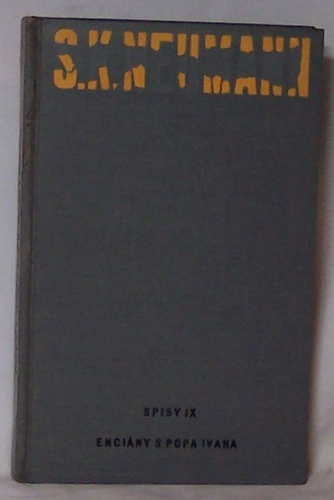 S.K.NEUMANN
SPISY IX
ENCIÁNY S POPA IVANA